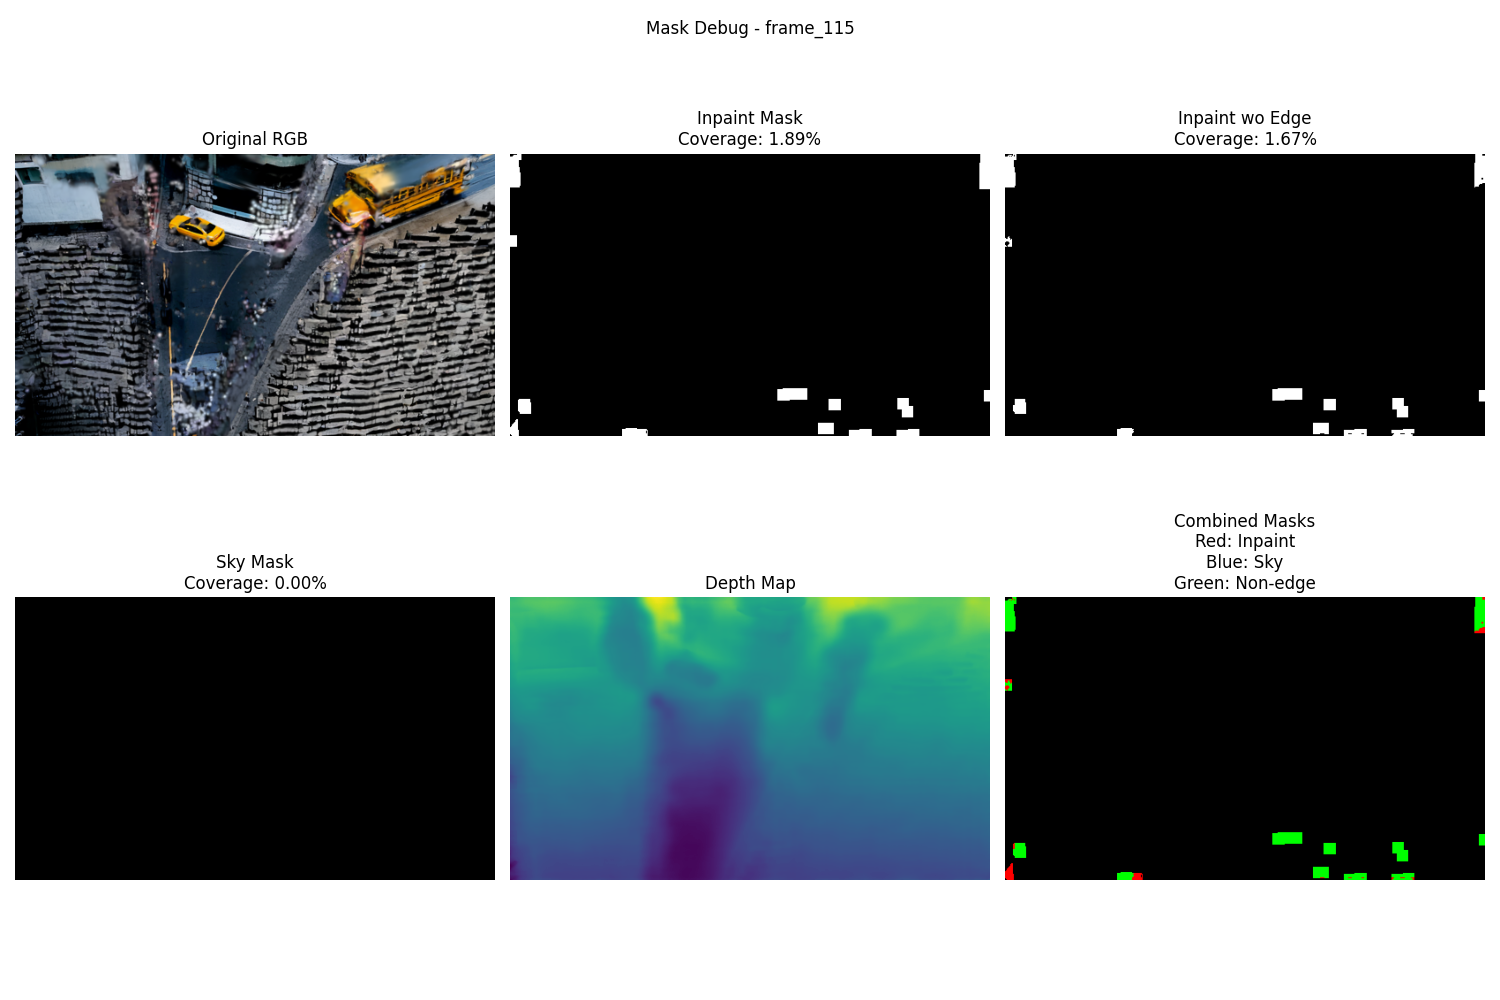 Mask Debug - frame_115
Original RGB
Inpaint Mask
Coverage: 1.89%
Inpaint wo Edge
Coverage: 1.67%
Sky Mask
Coverage: 0.00%
Depth Map
Combined Masks
Red: Inpaint
Blue: Sky
Green: Non-edge